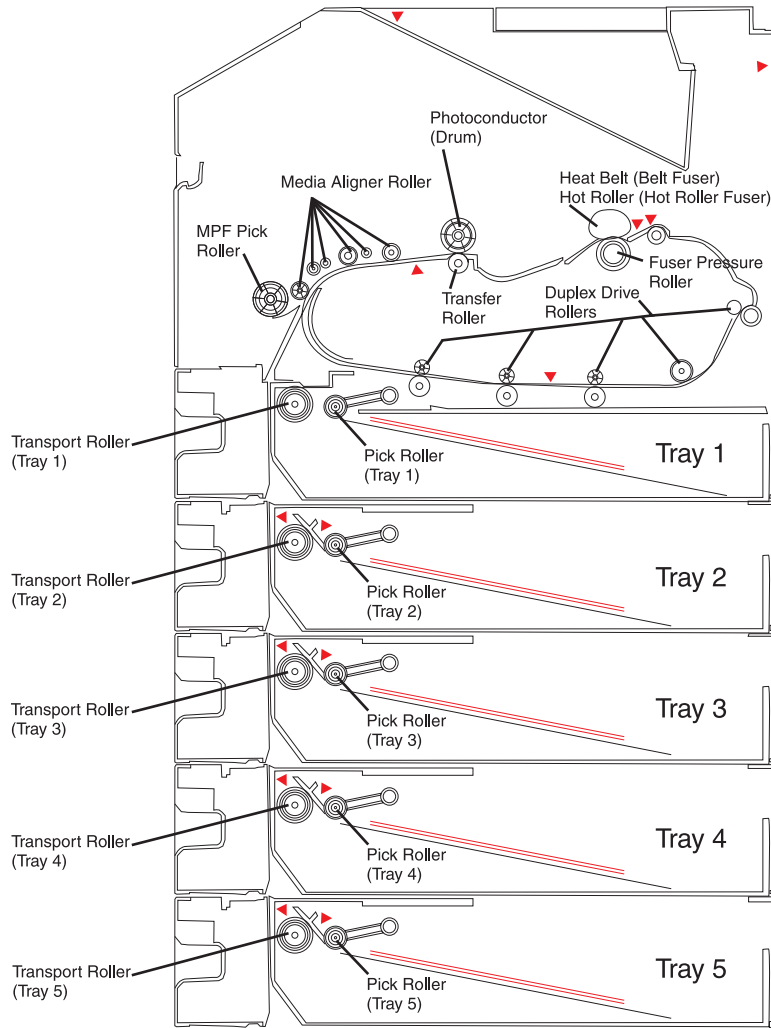 Photoconductor
(Drum)
Media Aligner Roller
Heat Belt (Belt Fuser)
Hot Roller (Hot Roller Fuser)
MPF Pick
Roller
Fuser Pressure
Roller
Transfer
Roller
Duplex Drive
Rollers
Transport Roller
(Tray 1)
Pick Roller
(Tray 1)
Tray 1
Transport Roller
(Tray 2)
Pick Roller
(Tray 2)
Tray 2
Transport Roller
(Tray 3)
Pick Roller
(Tray 3)
Tray 3
Transport Roller
(Tray 4)
Pick Roller
(Tray 4)
Tray 4
Transport Roller
(Tray 5)
Pick Roller
(Tray 5)
Tray 5